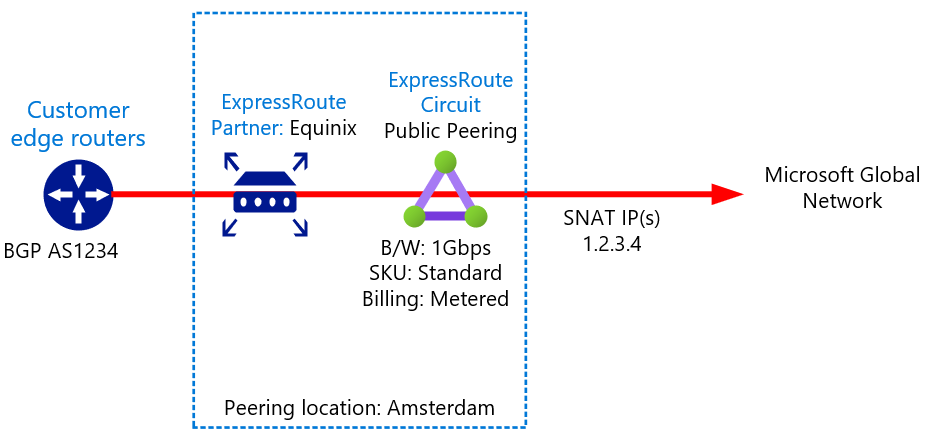 Customer
edge routers
BGP AS1234
ExpressRoute
Partner: Equinix
ExpressRoute
Circuit
Public Peering
B/W: 1Gbps
SKU: Standard
Billing: Metered
SNAT IP(s)
1.2.3.4
Microsoft Global
Network
Peering location: Amsterdam